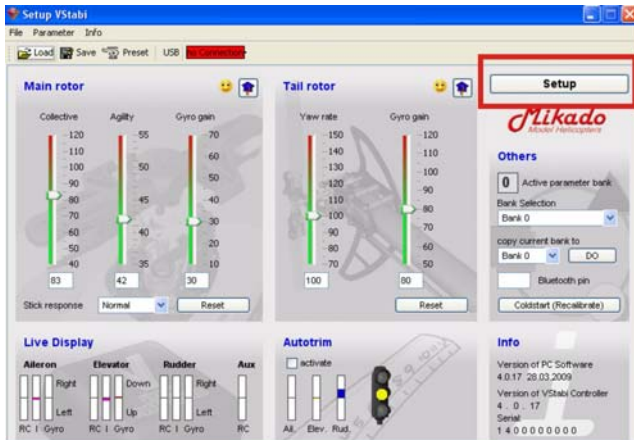 Setup VStabi
File Parameter Info
Load Save Preset USB No Connection
Main rotor
Collective Agility Gyro gain
120 55 70
110 60
100 50 50
90
80 45 40
70 30
60 40
50 20
40 35 10
83 42 30
Stick response Normal Reset
Tail rotor
Yaw rate Gyro gain
150 120
140 110
130 100
120 90
110
100 80
90 70
80 60
70 50
100 80
Reset
Setup
Mikado
Model Helicopters
Others
0 Active parameter bank
Bank Selection
Bank 0
copy current bank to
Bank 0 DO
Bluetooth pin
Coldstart (Recalibrate)
Live Display
Aileron Elevator Rudder Aux
Right Down Right
Left Up Left
RC I Gyro RC I Gyro RC I Gyro RC
Autotrim
activate
Ail. Elev. Rud.
Info
Version of PC Software
4.0.17 28.03.2009
Version of VStabi Controller
4 . 0 . 17
Serial
1 4 0 0 0 0 0 0 0 0